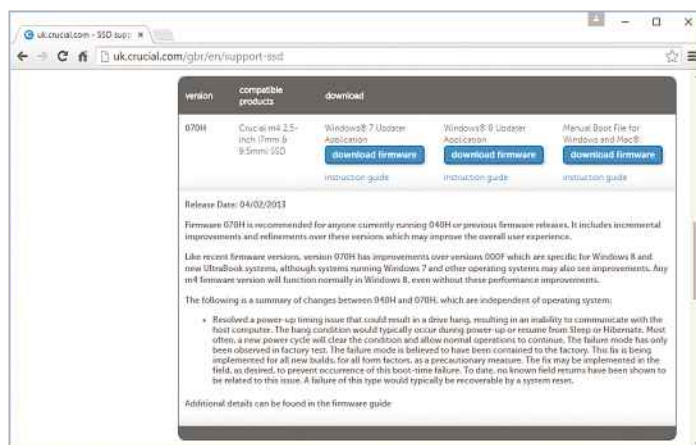 uk.crucial.com - SSD supp
uk.crucial.com/gbr/en/support-ssd
version
compatible products
download
070H
Crucial m4 2.5-
inch (7mm &
9.5mm) SSD
Windows® 7 Updater
Application
download firmware
instruction guide
Windows® 8 Updater
Application
download firmware
instruction guide
Manual Boot File for
Windows and Mac®
download firmware
instruction guide
Release Date: 04/02/2013
Firmware 070H is recommended for anyone currently running 040H or previous firmware releases. It includes incremental
improvements and refinements over these versions which may improve the overall user experience.
Like recent firmware versions, version 070H has improvements over versions 000F which are specific for Windows 8 and
new UltraBook systems, although systems running Windows 7 and other operating systems may also see improvements. Any
m4 firmware version will function normally in Windows 8, even without these performance improvements.
The following is a summary of changes between 040H and 070H, which are independent of operating system:
• Resolved a power-up timing issue that could result in a drive hang, resulting in an inability to communicate with the
host computer. The hang condition would typically occur during power-up or resume from Sleep or Hibernate. Most
often, a new power cycle will clear the condition and allow normal operations to continue. The failure mode has only
been observed in factory test. The failure mode is believed to have been contained to the factory. This fix is being
implemented for all new builds, for all form factors, as a precautionary measure. The fix may be implemented in the
field, as desired, to prevent occurrence of this boot-time failure. To date, no known field returns have been shown to
be related to this issue. A failure of this type would typically be recoverable by a system reset.
Additional details can be found in the firmware guide